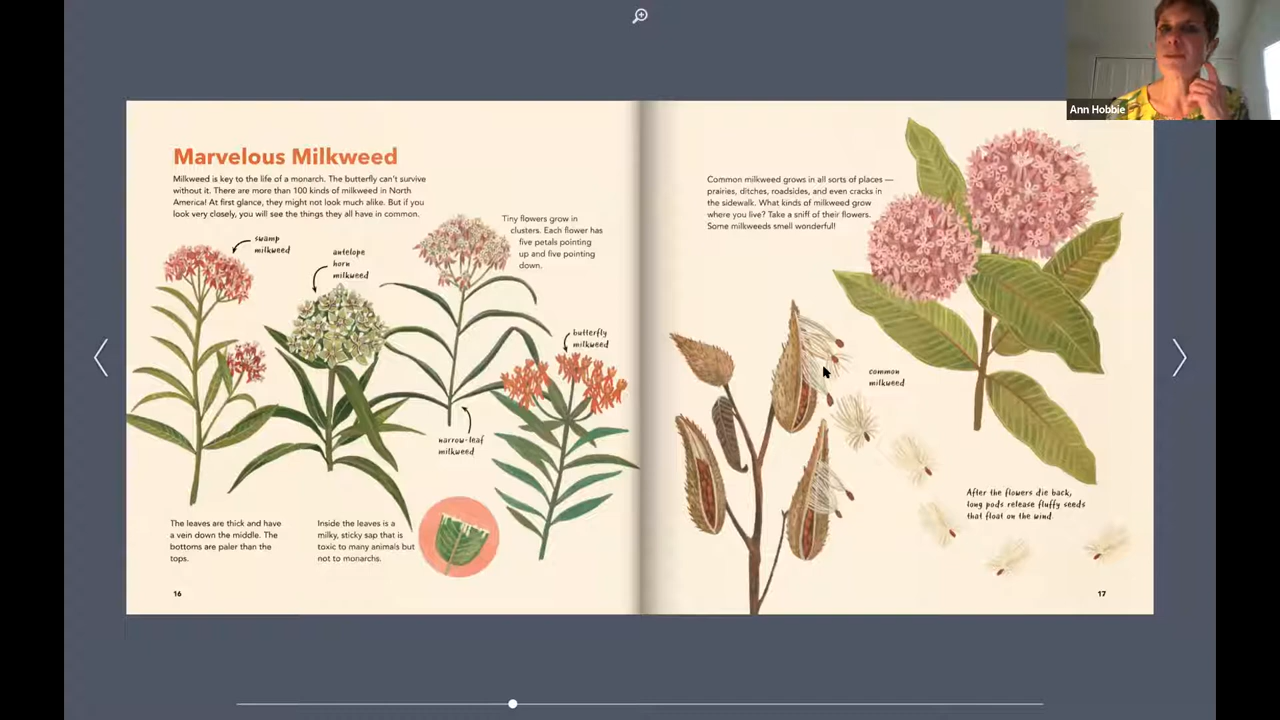 Ann Hobbie
Marvelous Milkweed
Milkweed is key to the life of a monarch. The butterfly can't survive
without it. There are more than 100 kinds of milkweed in North
America! At first glance, they might not look much alike. But if you
look very closely, you will see the things they all have in common.
swamp
milkweed
antelope
horn
milkweed
Tiny flowers grow in
clusters. Each flower has
five petals pointing
up and five pointing
down.
butterfly
milkweed
narrow-leaf
milkweed
The leaves are thick and have
a vein down the middle. The
bottoms are paler than the
tops.
Inside the leaves is a
milky, sticky sap that is
toxic to many animals but
not to monarchs.
16
Common milkweed grows in all sorts of places —
prairies, ditches, roadsides, and even cracks in
the sidewalk. What kinds of milkweed grow
where you live? Take a sniff of their flowers.
Some milkweeds smell wonderful!
common
milkweed
After the flowers die back,
long pods release fluffy seeds
that float on the wind.
17